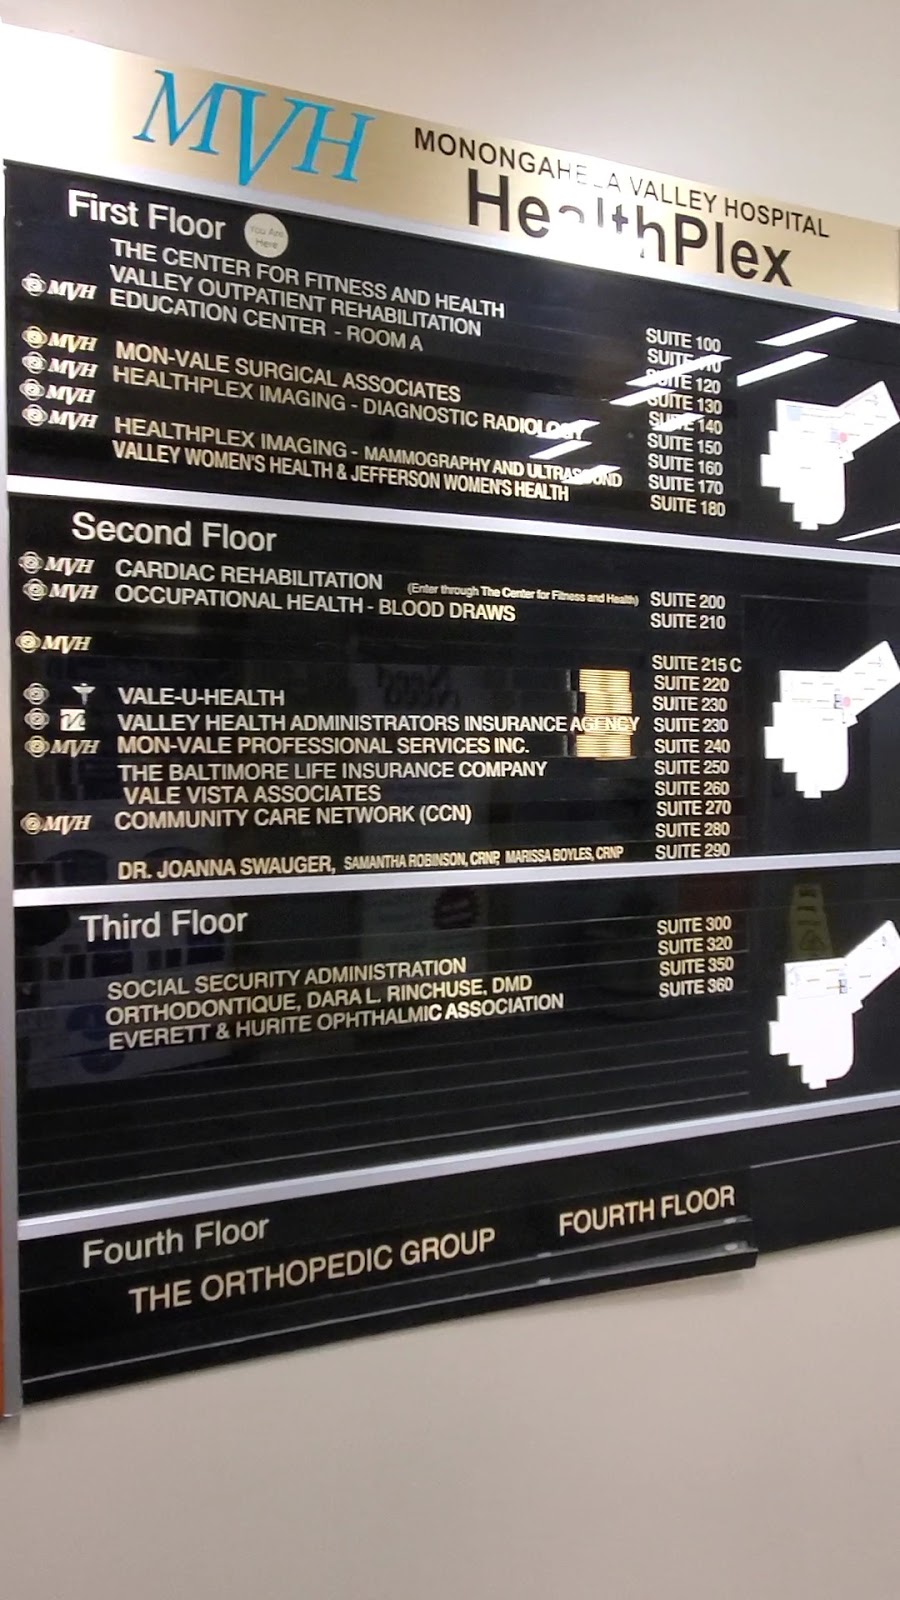 MVH
MONONGAHELA VALLEY HOSPITAL
HealthPlex
First Floor
You Are Here
THE CENTER FOR FITNESS AND HEALTH SUITE 100
VALLEY OUTPATIENT REHABILITATION SUITE 110
MVH EDUCATION CENTER - ROOM A SUITE 120
SUITE 130
MVH MON-VALE SURGICAL ASSOCIATES SUITE 140
MVH HEALTHPLEX IMAGING - DIAGNOSTIC RADIOLOGY SUITE 150
MVH SUITE 160
MVH HEALTHPLEX IMAGING - MAMMOGRAPHY AND ULTRASOUND SUITE 170
VALLEY WOMEN'S HEALTH & JEFFERSON WOMEN'S HEALTH SUITE 180
Second Floor
MVH CARDIAC REHABILITATION (Enter through The Center for Fitness and Health) SUITE 200
MVH OCCUPATIONAL HEALTH - BLOOD DRAWS SUITE 210
MVH SUITE 215 C
SUITE 220
VALE-U-HEALTH SUITE 230
VALLEY HEALTH ADMINISTRATORS INSURANCE AGENCY SUITE 230
MVH MON-VALE PROFESSIONAL SERVICES INC. SUITE 240
THE BALTIMORE LIFE INSURANCE COMPANY SUITE 250
VALE VISTA ASSOCIATES SUITE 260
MVH COMMUNITY CARE NETWORK (CCN) SUITE 270
SUITE 280
DR. JOANNA SWAUGER, SAMANTHA ROBINSON, CRNP, MARISSA BOYLES, CRNP SUITE 290
Third Floor
SUITE 300
SOCIAL SECURITY ADMINISTRATION SUITE 320
ORTHODONTIQUE, DARA L. RINCHUSE, DMD SUITE 350
EVERETT & HURITE OPHTHALMIC ASSOCIATION SUITE 360
Fourth Floor
THE ORTHOPEDIC GROUP FOURTH FLOOR